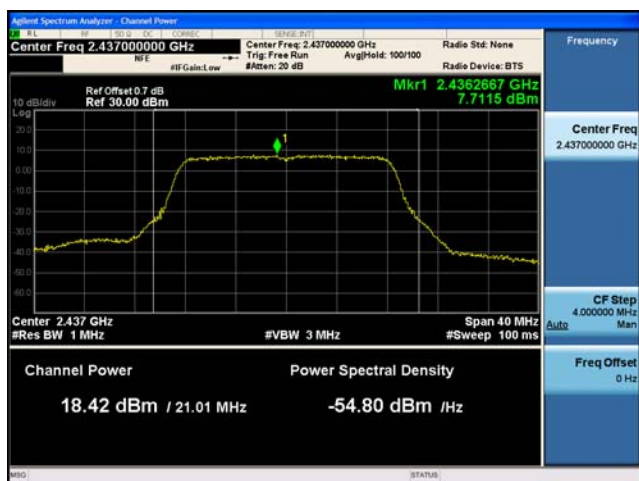 Agilent Spectrum Analyzer - Channel Power
RL RF 50 Ω DC CORREC SENSE:INT
Center Freq 2.437000000 GHz
NFE
#IFGain:Low
Center Freq: 2.437000000 GHz
Trig: Free Run Avg|Hold: 100/100
#Atten: 20 dB
Radio Std: None
Radio Device: BTS
Frequency
Ref Offset 0.7 dB
Ref 30.00 dBm
10 dB/div
Log
Mkr1 2.4362667 GHz
7.7115 dBm
1
20.0
10.0
0.00
-10.0
-20.0
-30.0
-40.0
-50.0
-60.0
Center 2.437 GHz
#Res BW 1 MHz
#VBW 3 MHz
Span 40 MHz
#Sweep 100 ms
Channel Power
18.42 dBm / 21.01 MHz
Power Spectral Density
-54.80 dBm /Hz
Center Freq
2.437000000 GHz
CF Step
4.000000 MHz
Auto Man
Freq Offset
0 Hz
MSG
STATUS